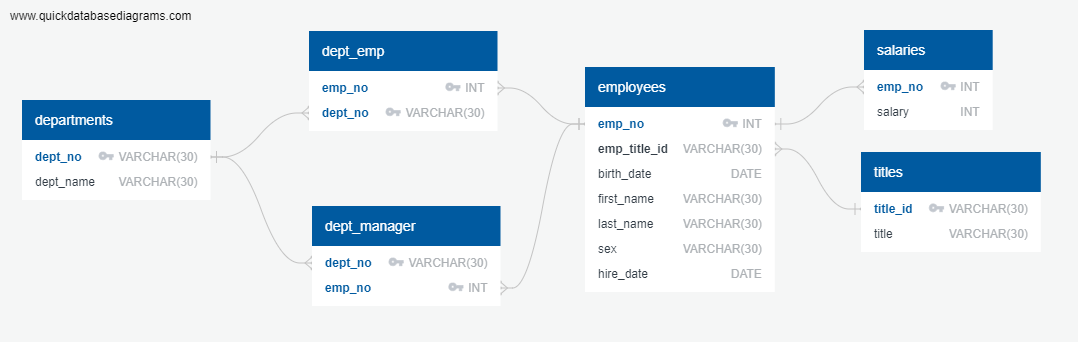 www.quickdatabasediagrams.com
departments
dept_no VARCHAR(30)
dept_name VARCHAR(30)
dept_emp
emp_no INT
dept_no VARCHAR(30)
dept_manager
dept_no VARCHAR(30)
emp_no INT
employees
emp_no INT
emp_title_id VARCHAR(30)
birth_date DATE
first_name VARCHAR(30)
last_name VARCHAR(30)
sex VARCHAR(30)
hire_date DATE
salaries
emp_no INT
salary INT
titles
title_id VARCHAR(30)
title VARCHAR(30)